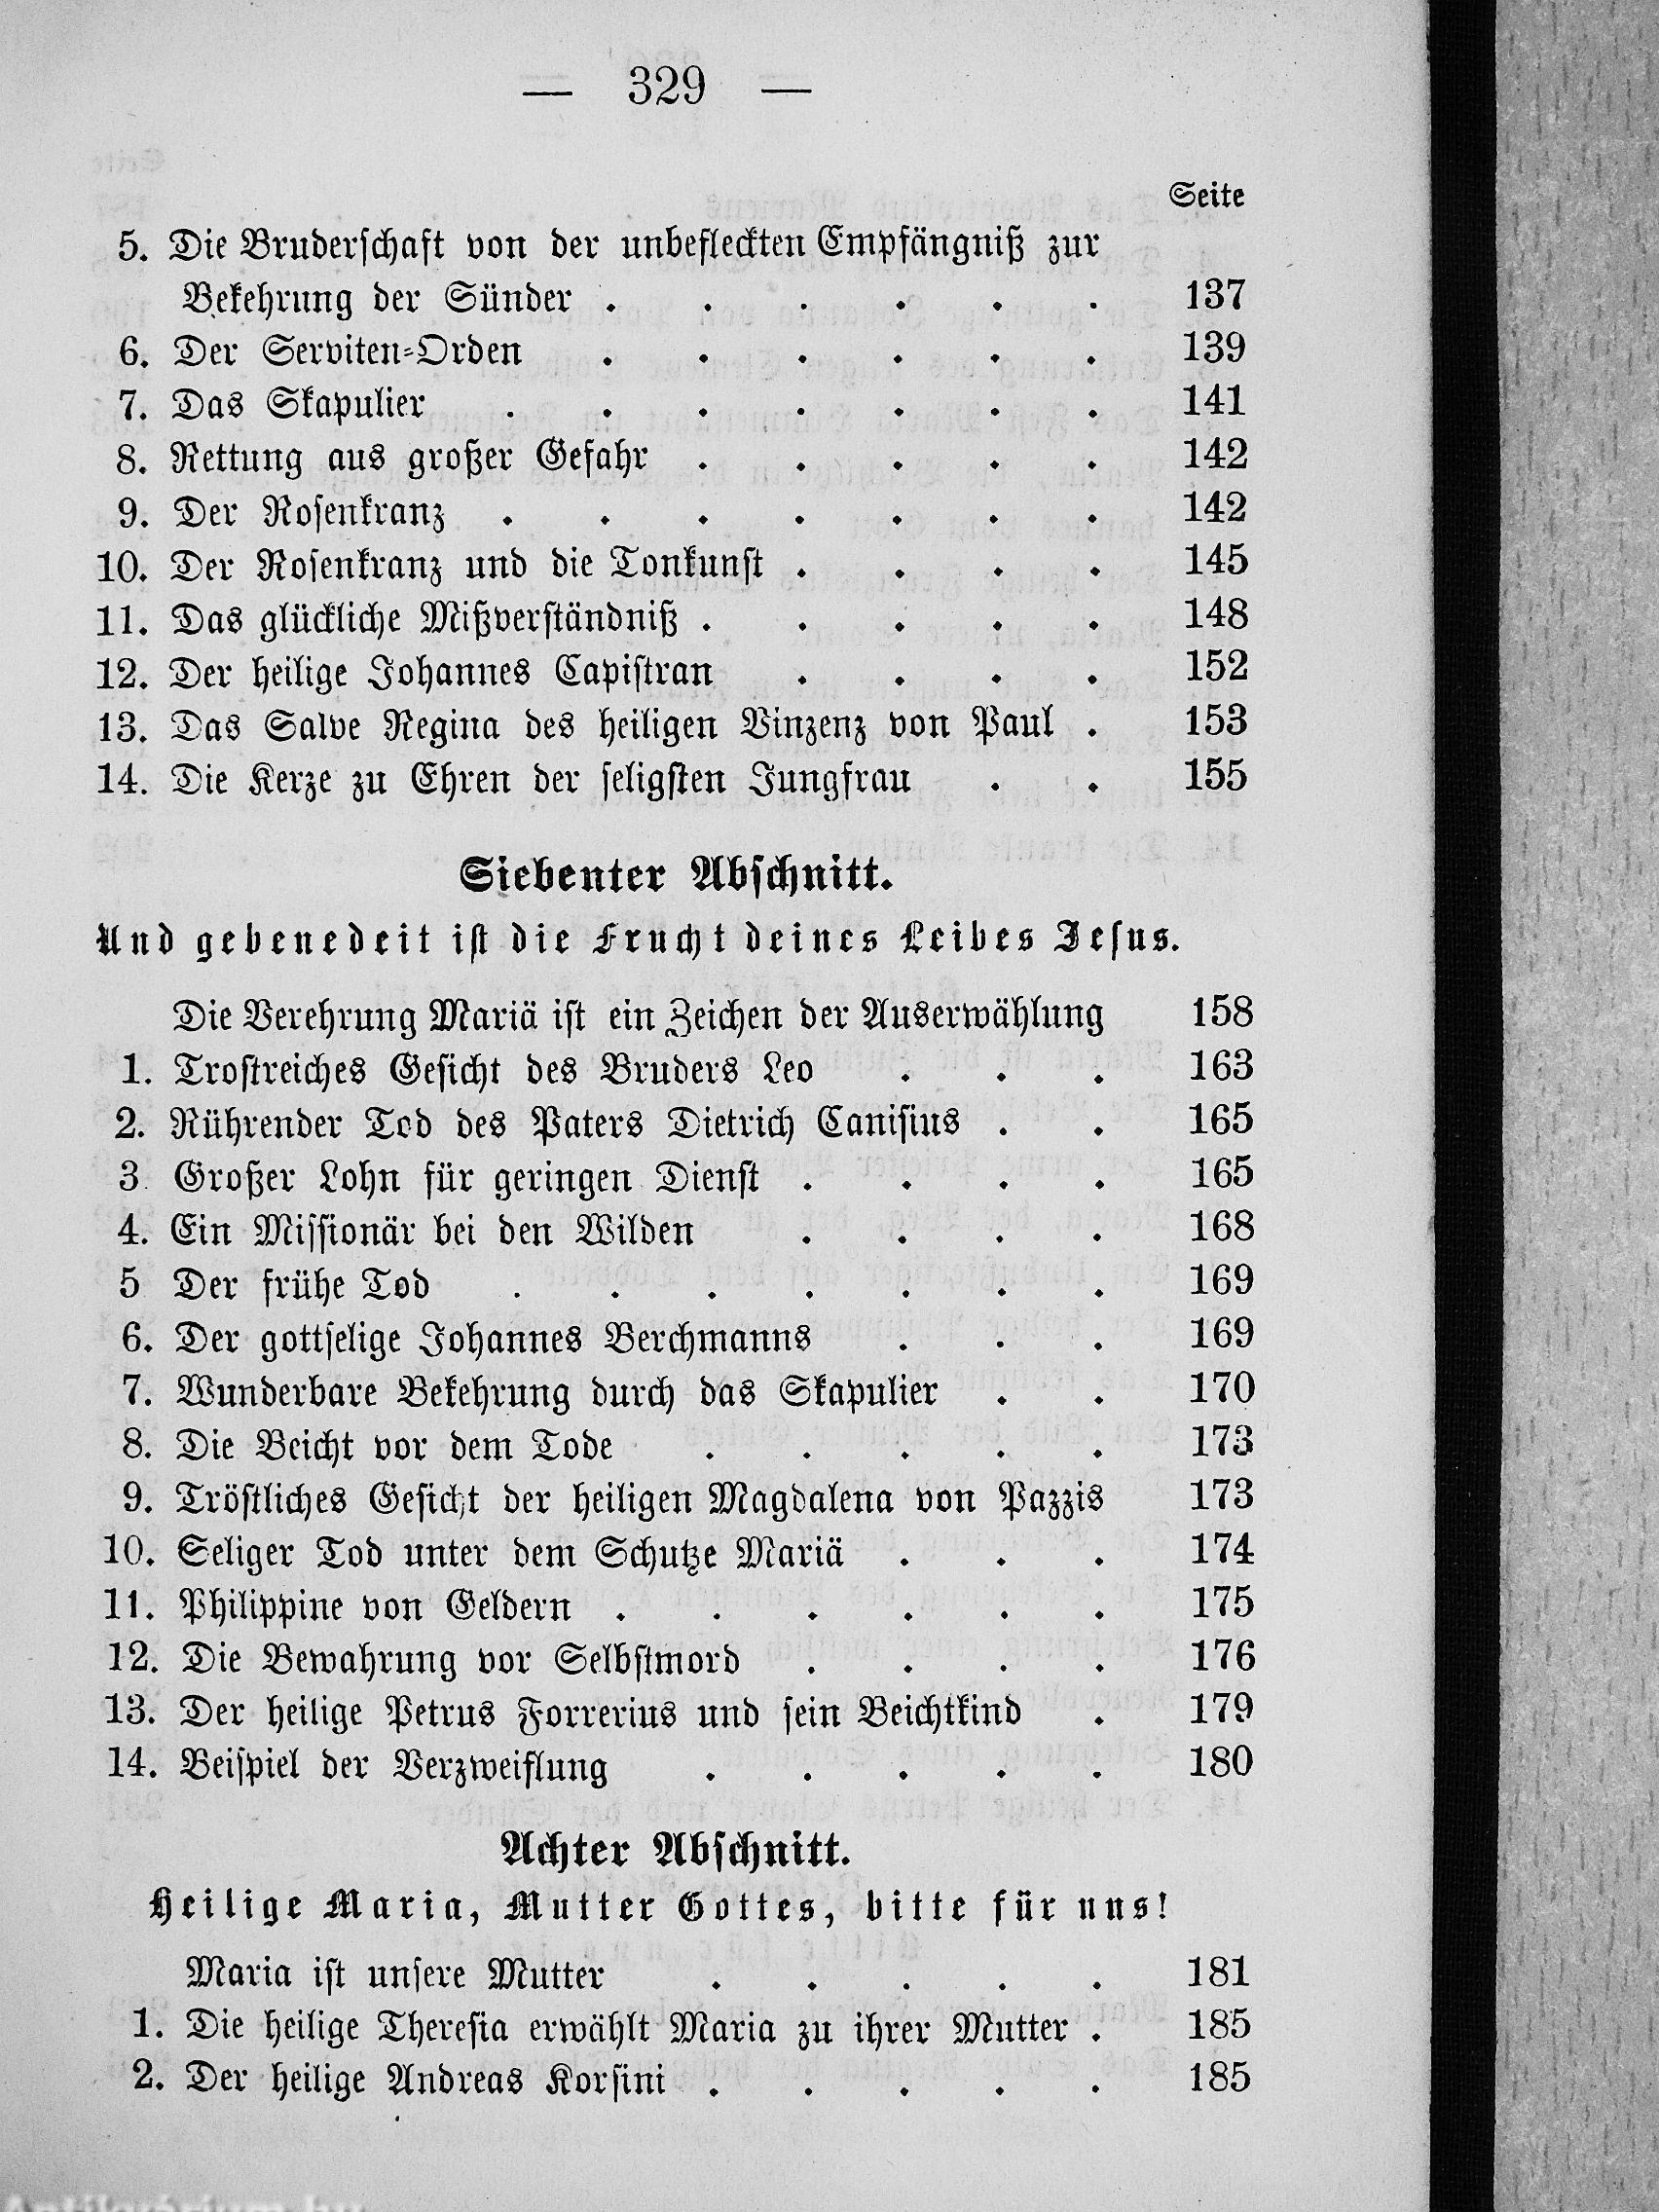 — 329 —
Seite
5. Die Bruderschaft von der unbefleckten Empfängniß zur
Bekehrung der Sünder . . . . . . 137
6. Der Serviten-Orden . . . . . . 139
7. Das Skapulier . . . . . . . 141
8. Rettung aus großer Gefahr . . . . . 142
9. Der Rosenkranz . . . . . . . 142
10. Der Rosenkranz und die Tonkunst . . . . 145
11. Das glückliche Mißverständniß . . . . . 148
12. Der heilige Johannes Capistran . . . . 152
13. Das Salve Regina des heiligen Vinzenz von Paul . 153
14. Die Kerze zu Ehren der seligsten Jungfrau . . 155
Siebenter Abschnitt.
Und gebenedeit ist die Frucht deines Leibes Jesus.
Die Verehrung Mariä ist ein Zeichen der Auserwählung 158
1. Trostreiches Gesicht des Bruders Leo . . . 163
2. Rührender Tod des Paters Dietrich Canisius . . 165
3 Großer Lohn für geringen Dienst . . . . 165
4. Ein Missionär bei den Wilden . . . . 168
5 Der frühe Tod . . . . . . . 169
6. Der gottselige Johannes Berchmanns . . . 169
7. Wunderbare Bekehrung durch das Skapulier . . 170
8. Die Beicht vor dem Tode . . . . . 173
9. Tröstliches Gesicht der heiligen Magdalena von Pazzis 173
10. Seliger Tod unter dem Schutze Mariä . . . 174
11. Philippine von Geldern . . . . . . 175
12. Die Bewahrung vor Selbstmord . . . . 176
13. Der heilige Petrus Forrerius und sein Beichtkind . 179
14. Beispiel der Verzweiflung . . . . . 180
Achter Abschnitt.
Heilige Maria, Mutter Gottes, bitte für uns!
Maria ist unsere Mutter . . . . . 181
1. Die heilige Theresia erwählt Maria zu ihrer Mutter . 185
2. Der heilige Andreas Korsini . . . . . 185